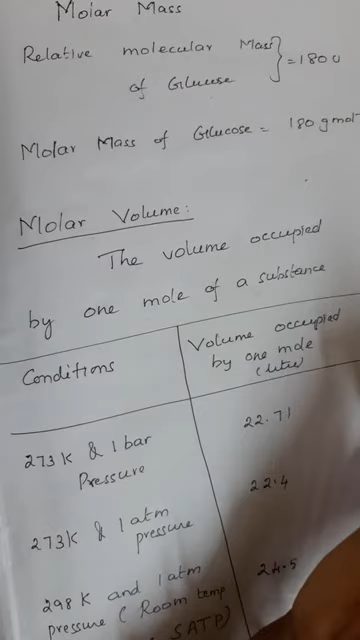 Molar Mass
Relative molecular Mass
of Glucose } = 180 u
Molar Mass of Glucose = 180 g mol-
Molar Volume:
The volume occupied
by one mole of a substance
Conditions
Volume occupied
by one mole
(litre)
273 K & 1 bar
Pressure
22.71
273K & 1 atm
pressure
22.4
298 K and 1 atm
pressure (Room temp
SATP)
24.5